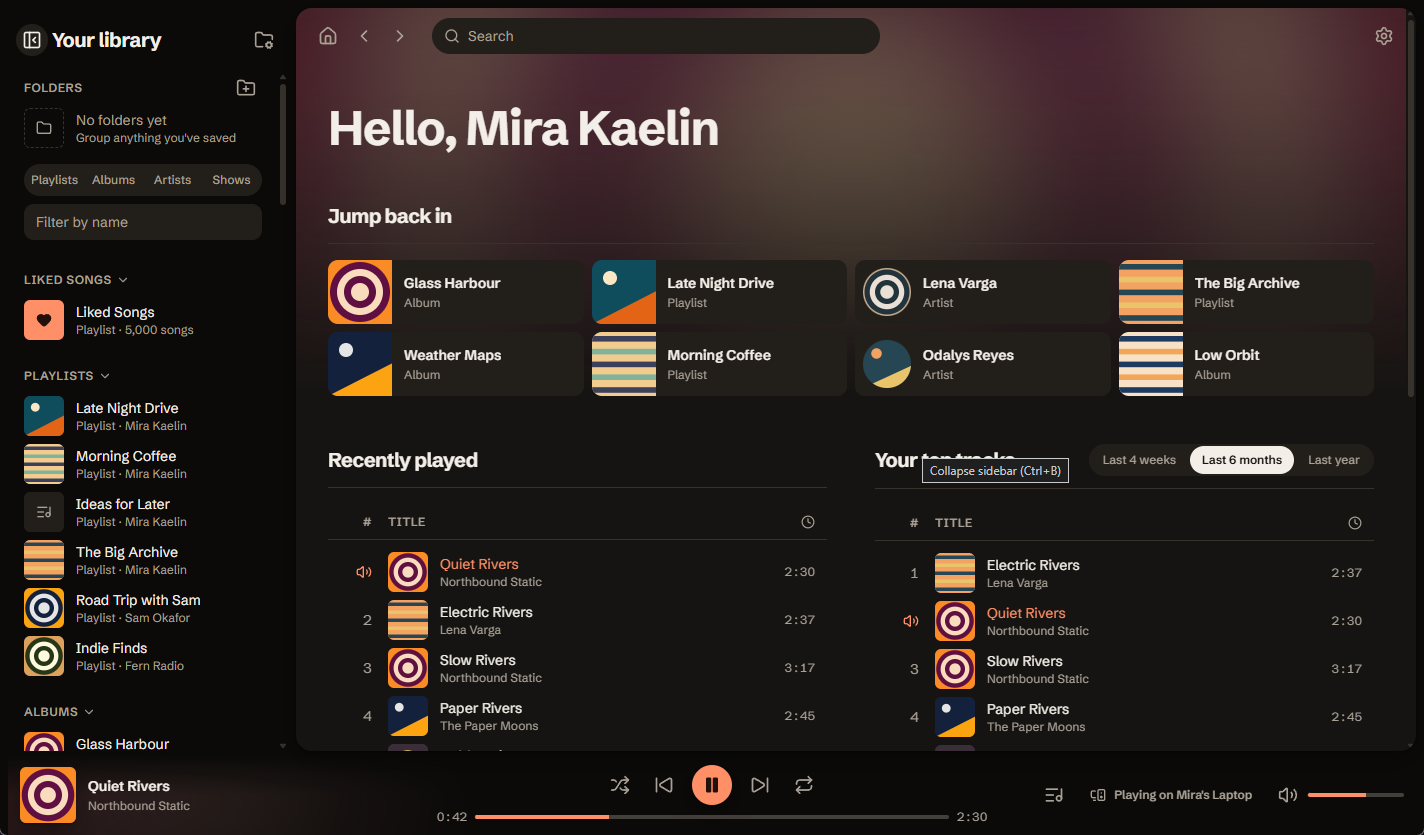 Your library
FOLDERS
No folders yet
Group anything you've saved
Playlists Albums Artists Shows
Filter by name
LIKED SONGS
Liked Songs
Playlist · 5,000 songs
PLAYLISTS
Late Night Drive
Playlist · Mira Kaelin
Morning Coffee
Playlist · Mira Kaelin
Ideas for Later
Playlist · Mira Kaelin
The Big Archive
Playlist · Mira Kaelin
Road Trip with Sam
Playlist · Sam Okafor
Indie Finds
Playlist · Fern Radio
ALBUMS
Glass Harbour
Search
Hello, Mira Kaelin
Jump back in
Glass Harbour
Album
Late Night Drive
Playlist
Lena Varga
Artist
The Big Archive
Playlist
Weather Maps
Album
Morning Coffee
Playlist
Odalys Reyes
Artist
Low Orbit
Album
Recently played
# TITLE
Quiet Rivers
Northbound Static
2:30
2
Electric Rivers
Lena Varga
2:37
3
Slow Rivers
Northbound Static
3:17
4
Paper Rivers
The Paper Moons
2:45
Your top tracks
Collapse sidebar (Ctrl+B)
Last 4 weeks Last 6 months Last year
# TITLE
1
Electric Rivers
Lena Varga
2:37
Quiet Rivers
Northbound Static
2:30
3
Slow Rivers
Northbound Static
3:17
4
Paper Rivers
The Paper Moons
2:45
Quiet Rivers
Northbound Static
0:42
2:30
Playing on Mira's Laptop